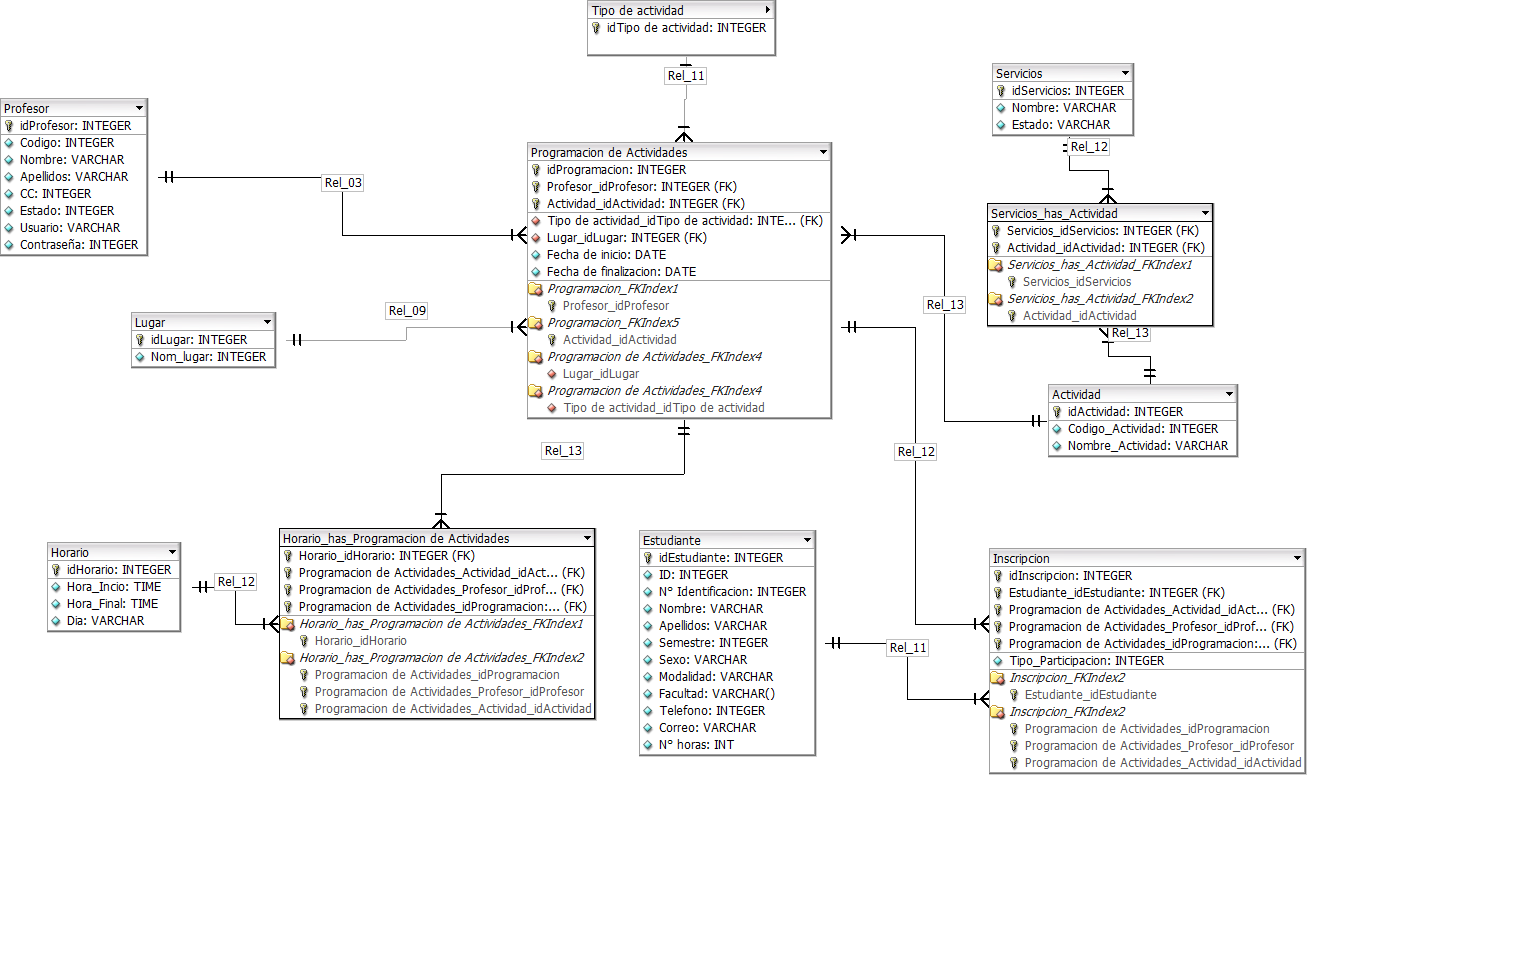 Tipo de actividad
idTipo de actividad: INTEGER
Rel_11
Servicios
idServicios: INTEGER
Nombre: VARCHAR
Estado: VARCHAR
Rel_12
Profesor
idProfesor: INTEGER
Codigo: INTEGER
Nombre: VARCHAR
Apellidos: VARCHAR
CC: INTEGER
Estado: INTEGER
Usuario: VARCHAR
Contraseña: INTEGER
Rel_03
Programacion de Actividades
idProgramacion: INTEGER
Profesor_idProfesor: INTEGER (FK)
Actividad_idActividad: INTEGER (FK)
Tipo de actividad_idTipo de actividad: INTE... (FK)
Lugar_idLugar: INTEGER (FK)
Fecha de inicio: DATE
Fecha de finalizacion: DATE
Programacion_FKIndex1
Profesor_idProfesor
Programacion_FKIndex5
Actividad_idActividad
Programacion de Actividades_FKIndex4
Lugar_idLugar
Programacion de Actividades_FKIndex4
Tipo de actividad_idTipo de actividad
Servicios_has_Actividad
Servicios_idServicios: INTEGER (FK)
Actividad_idActividad: INTEGER (FK)
Servicios_has_Actividad_FKIndex1
Servicios_idServicios
Servicios_has_Actividad_FKIndex2
Actividad_idActividad
Rel_13
Rel_13
Rel_09
Lugar
idLugar: INTEGER
Nom_lugar: INTEGER
Actividad
idActividad: INTEGER
Codigo_Actividad: INTEGER
Nombre_Actividad: VARCHAR
Rel_13
Rel_12
Horario
idHorario: INTEGER
Hora_Incio: TIME
Hora_Final: TIME
Dia: VARCHAR
Rel_12
Horario_has_Programacion de Actividades
Horario_idHorario: INTEGER (FK)
Programacion de Actividades_Actividad_idAct... (FK)
Programacion de Actividades_Profesor_idProf... (FK)
Programacion de Actividades_idProgramacion:... (FK)
Horario_has_Programacion de Actividades_FKIndex1
Horario_idHorario
Horario_has_Programacion de Actividades_FKIndex2
Programacion de Actividades_idProgramacion
Programacion de Actividades_Profesor_idProfesor
Programacion de Actividades_Actividad_idActividad
Estudiante
idEstudiante: INTEGER
ID: INTEGER
N° Identificacion: INTEGER
Nombre: VARCHAR
Apellidos: VARCHAR
Semestre: INTEGER
Sexo: VARCHAR
Modalidad: VARCHAR
Facultad: VARCHAR()
Telefono: INTEGER
Correo: VARCHAR
N° horas: INT
Rel_11
Inscripcion
idInscripcion: INTEGER
Estudiante_idEstudiante: INTEGER (FK)
Programacion de Actividades_Actividad_idAct... (FK)
Programacion de Actividades_Profesor_idProf... (FK)
Programacion de Actividades_idProgramacion:... (FK)
Tipo_Participacion: INTEGER
Inscripcion_FKIndex2
Estudiante_idEstudiante
Inscripcion_FKIndex2
Programacion de Actividades_idProgramacion
Programacion de Actividades_Profesor_idProfesor
Programacion de Actividades_Actividad_idActividad